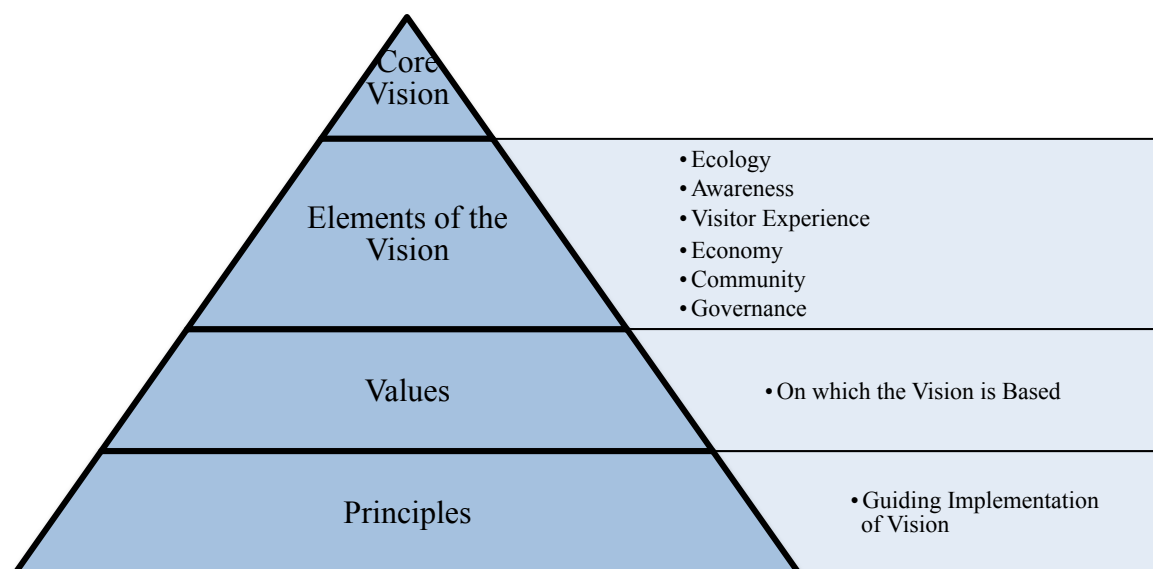 Core
Vision
Elements of the
Vision
• Ecology
• Awareness
• Visitor Experience
• Economy
• Community
• Governance
Values
• On which the Vision is Based
Principles
• Guiding Implementation
of Vision